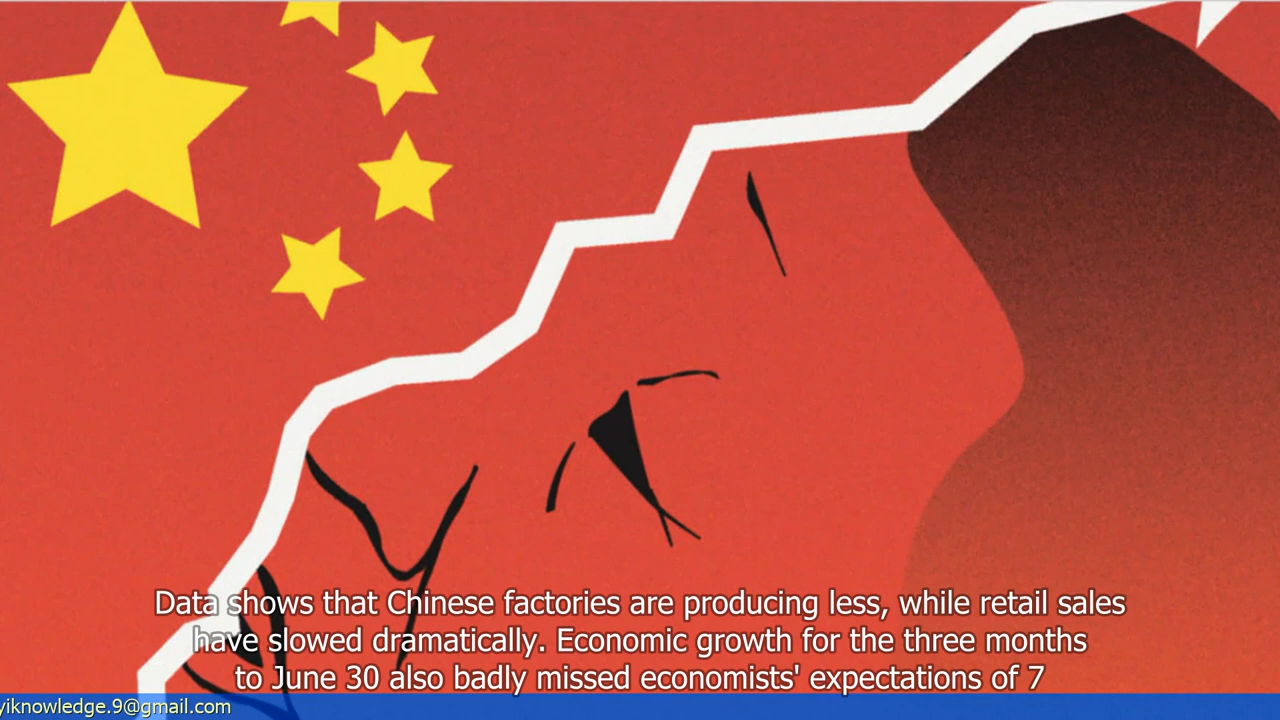 Data shows that Chinese factories are producing less, while retail sales
have slowed dramatically. Economic growth for the three months
to June 30 also badly missed economists' expectations of 7
yiknowledge.9@gmail.com